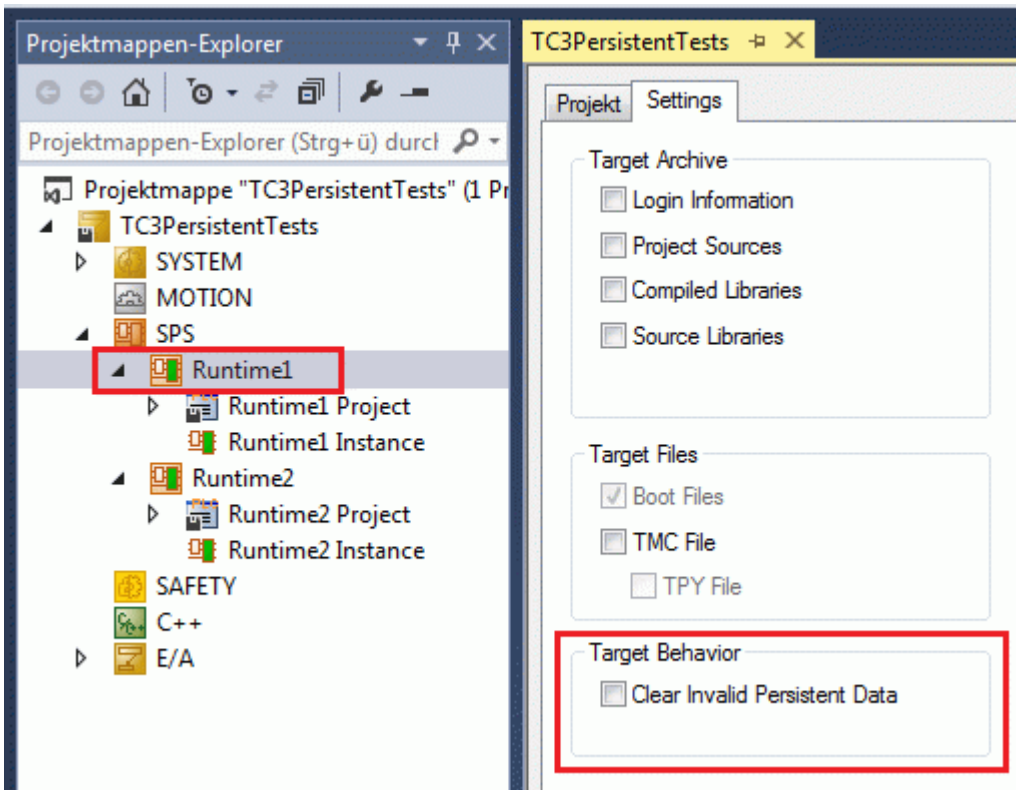 Projektmappen-Explorer
Projektmappen-Explorer (Strg+ü) durch
Projektmappe "TC3PersistentTests" (1 Pr
TC3PersistentTests
SYSTEM
MOTION
SPS
Runtime1
Runtime1 Project
Runtime1 Instance
Runtime2
Runtime2 Project
Runtime2 Instance
SAFETY
C++
E/A
TC3PersistentTests
Projekt
Settings
Target Archive
Login Information
Project Sources
Compiled Libraries
Source Libraries
Target Files
Boot Files
TMC File
TPY File
Target Behavior
Clear Invalid Persistent Data